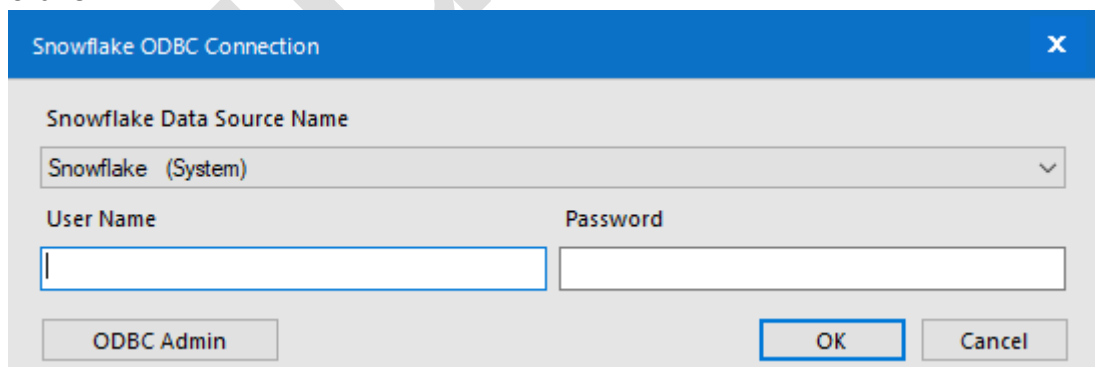 Snowflake ODBC Connection x
Snowflake Data Source Name
Snowflake (System)
User Name Password
ODBC Admin OK Cancel